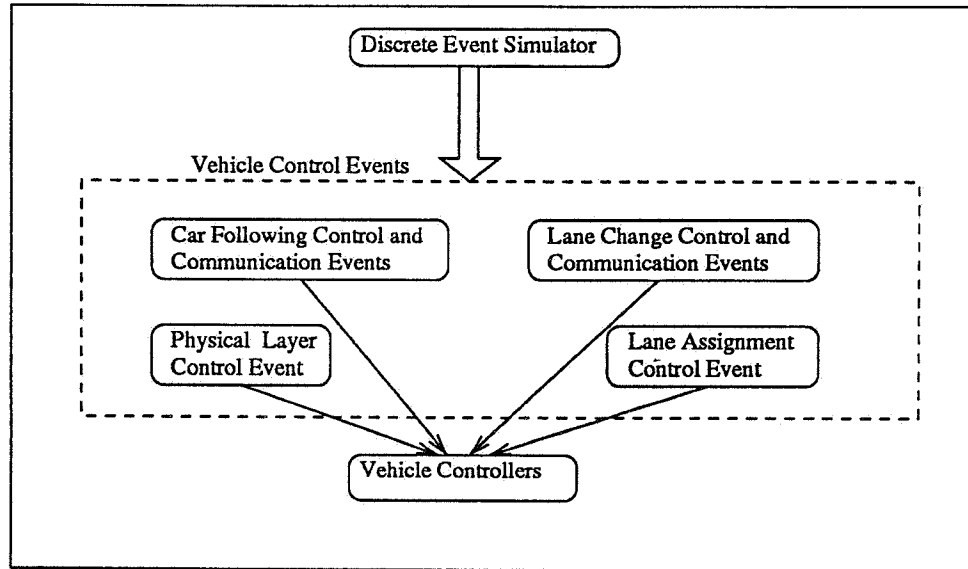 Discrete Event Simulator
Vehicle Control Events
Car Following Control and
Communication Events
Lane Change Control and
Communication Events
Physical Layer
Control Event
Lane Assignment
Control Event
Vehicle Controllers